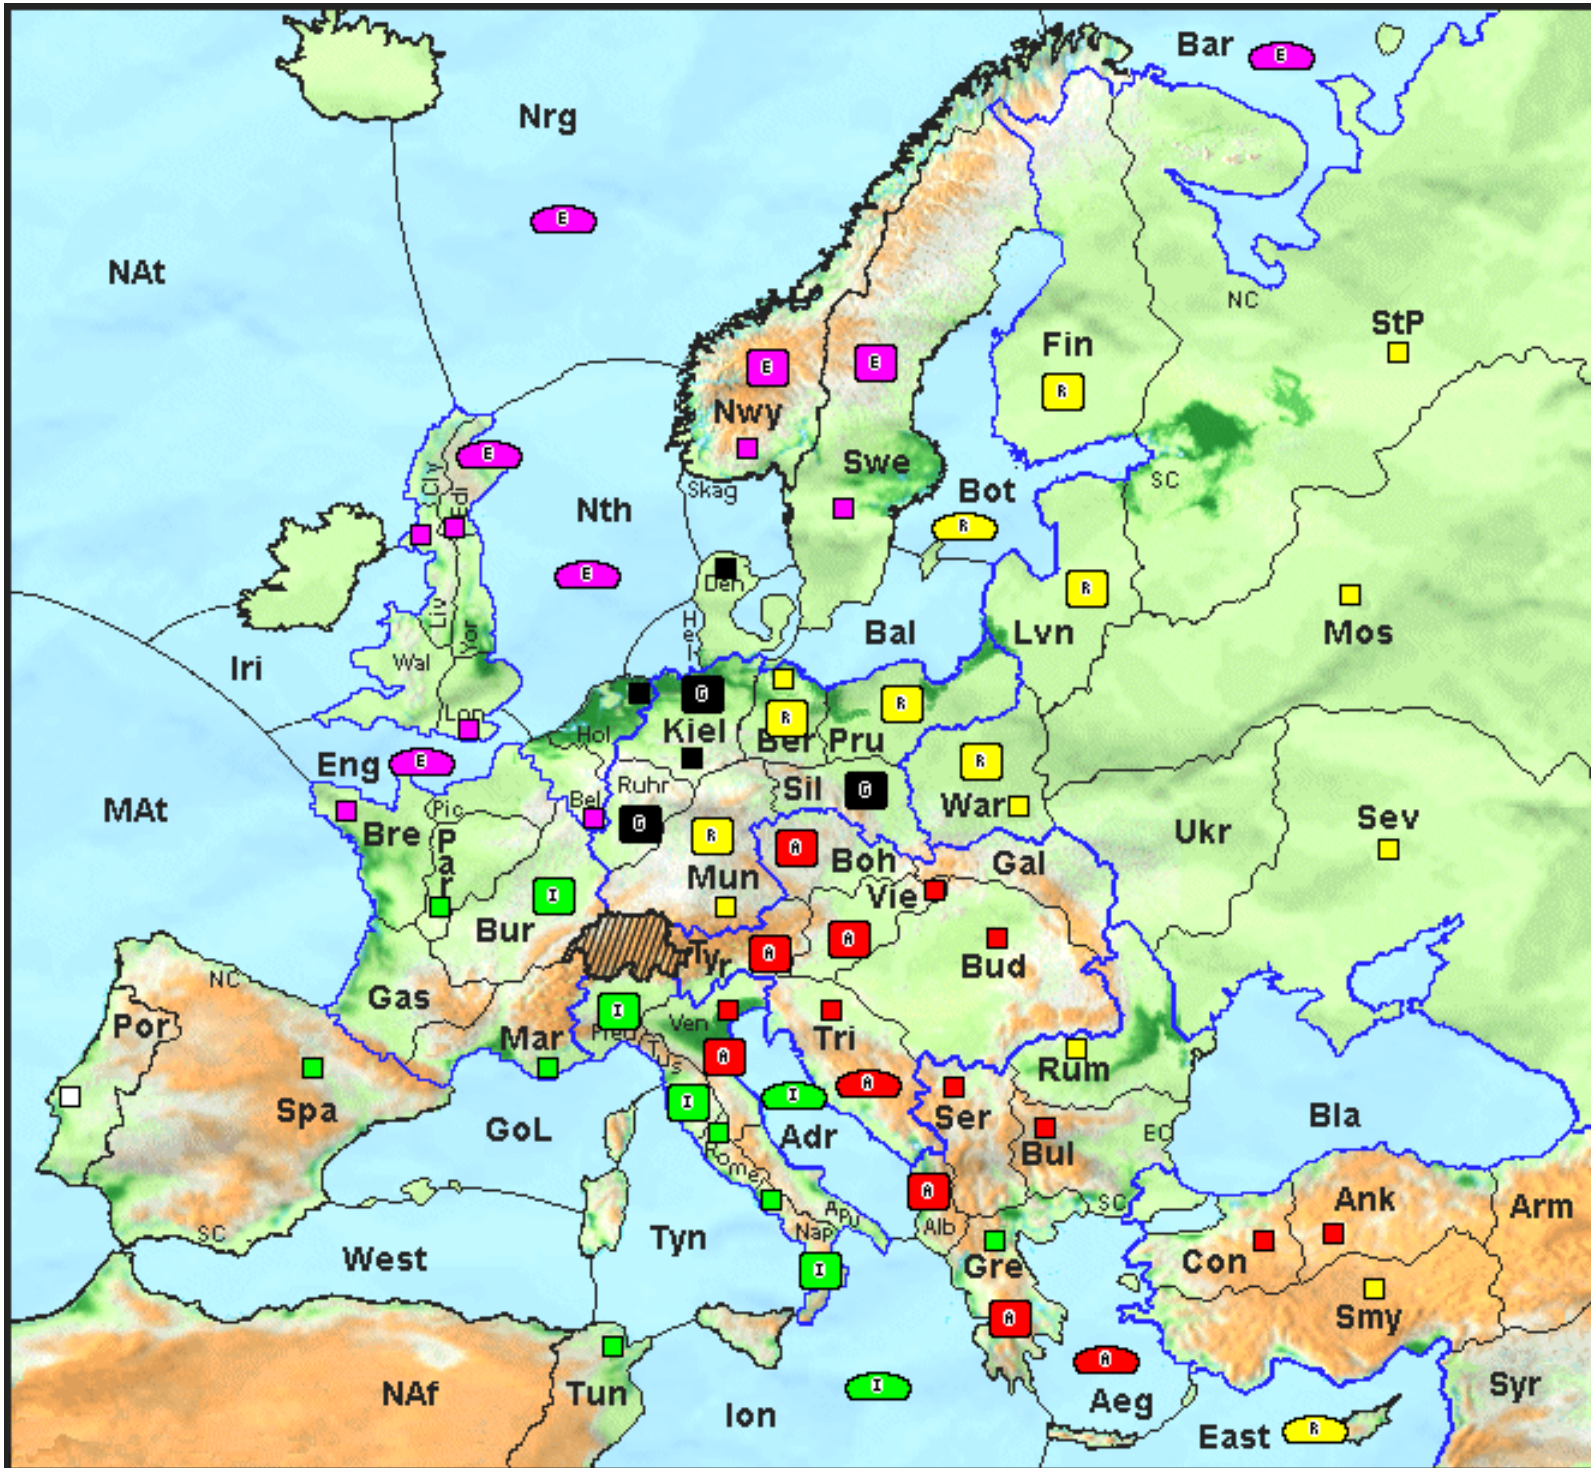 Bar
E
Nrg
E
NAt
NC
StP
Fin
R
E
E
Nwy
Swe
E
Cly
Edi
Skag
Bot
R
SC
Nth
E
Den
R
Lvn
Mos
Hel
Bal
Liv
Yor
Wal
Iri
Lon
Hol
G
Kiel
R
Ber
R
Pru
Eng
E
R
War
MAt
Pic
Bre
Par
Bel
Ruhr
G
Sil
G
Ukr
Sev
R
Mun
A
Boh
Gal
Vie
I
Bur
Tyr
A
A
Bud
NC
Gas
Por
Mar
I
Pied
Ven
Tus
A
Tri
Rum
Spa
GoL
I
I
Adr
A
Ser
Bul
EC
Bla
Rome
A
Apu
Nap
Alb
SC
Ank
Arm
SC
West
Tyn
I
Gre
Con
Smy
A
NAf
Tun
Ion
I
A
Aeg
East
R
Syr